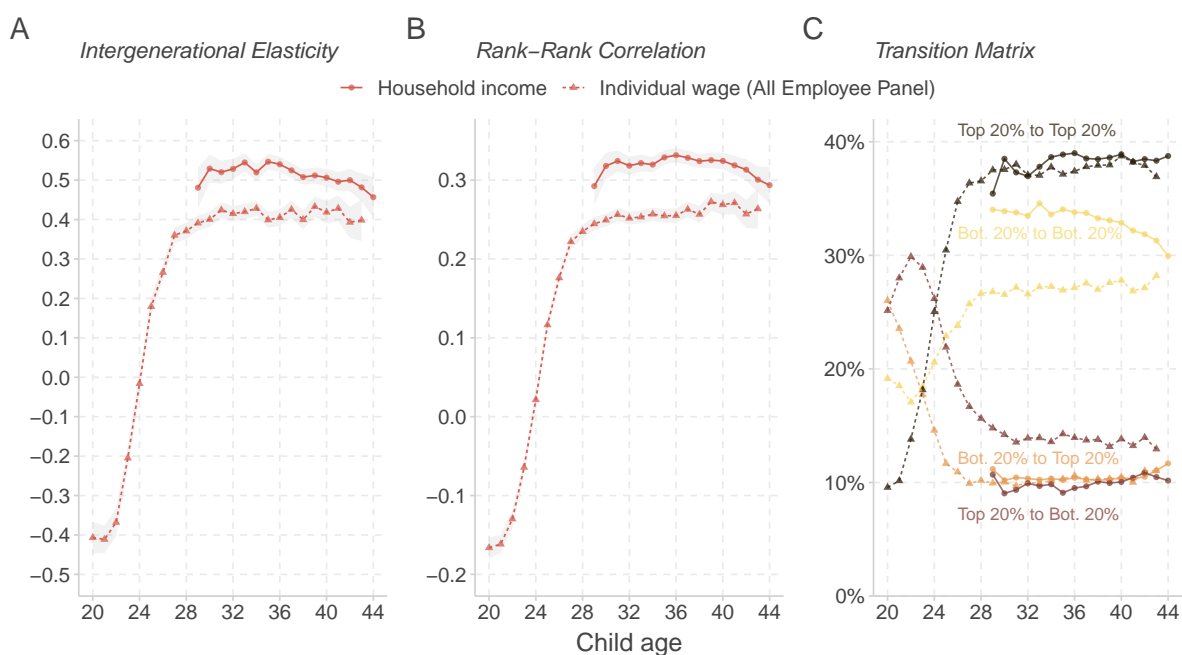 A
Intergenerational Elasticity
B
Rank−Rank Correlation
C
Transition Matrix
Household income
Individual wage (All Employee Panel)
0.6
0.5
0.4
0.3
0.2
0.1
0.0
−0.1
−0.2
−0.3
−0.4
−0.5
20 24 28 32 36 40 44
0.3
0.2
0.1
0.0
−0.1
−0.2
20 24 28 32 36 40 44
Child age
40%
30%
20%
10%
0%
Top 20% to Top 20%
Bot. 20% to Bot. 20%
Bot. 20% to Top 20%
Top 20% to Bot. 20%
20 24 28 32 36 40 44